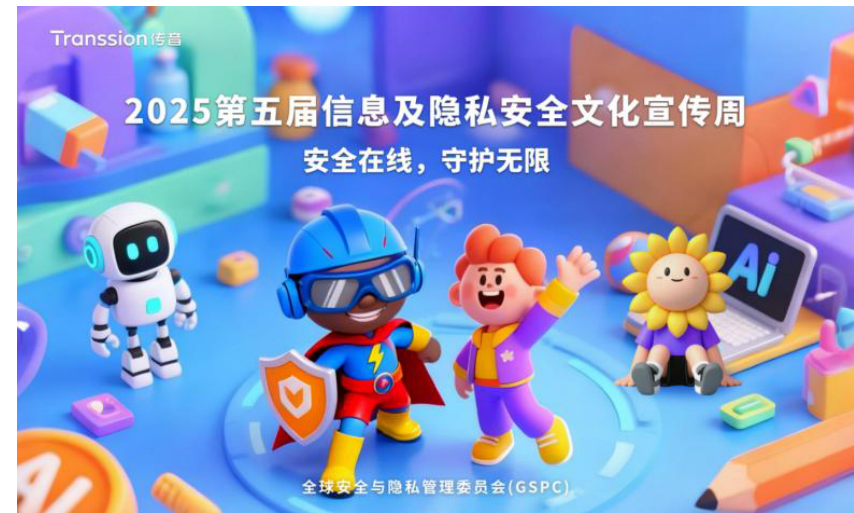 Transsion传音
2025第五届信息及隐私安全文化宣传周
安全在线，守护无限
Ai
AI
全球安全与隐私管理委员会(GSPC)